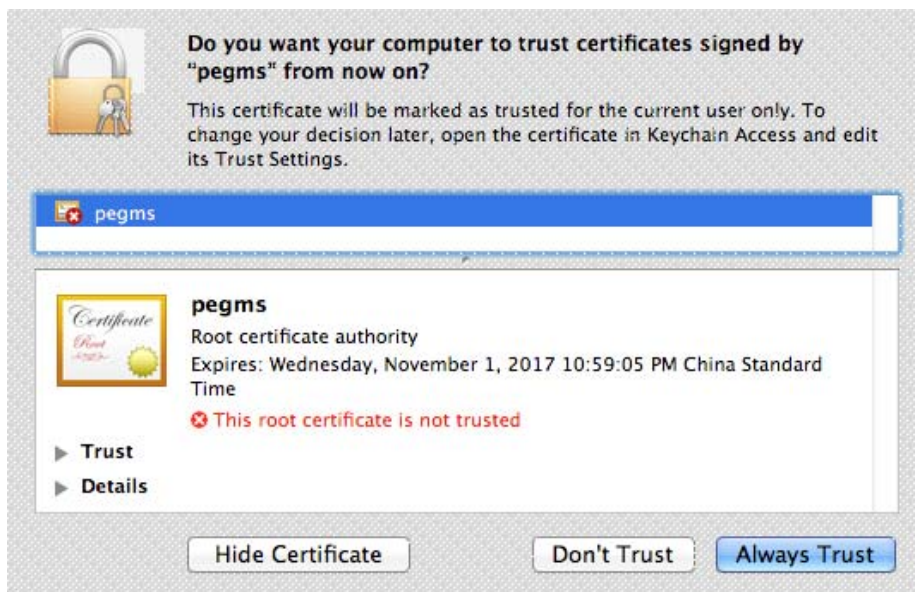 Do you want your computer to trust certificates signed by
“pegms” from now on?
This certificate will be marked as trusted for the current user only. To
change your decision later, open the certificate in Keychain Access and edit
its Trust Settings.
pegms
Certificate
Root
pegms
Root certificate authority
Expires: Wednesday, November 1, 2017 10:59:05 PM China Standard
Time
This root certificate is not trusted
Trust
Details
Hide Certificate
Don't Trust
Always Trust